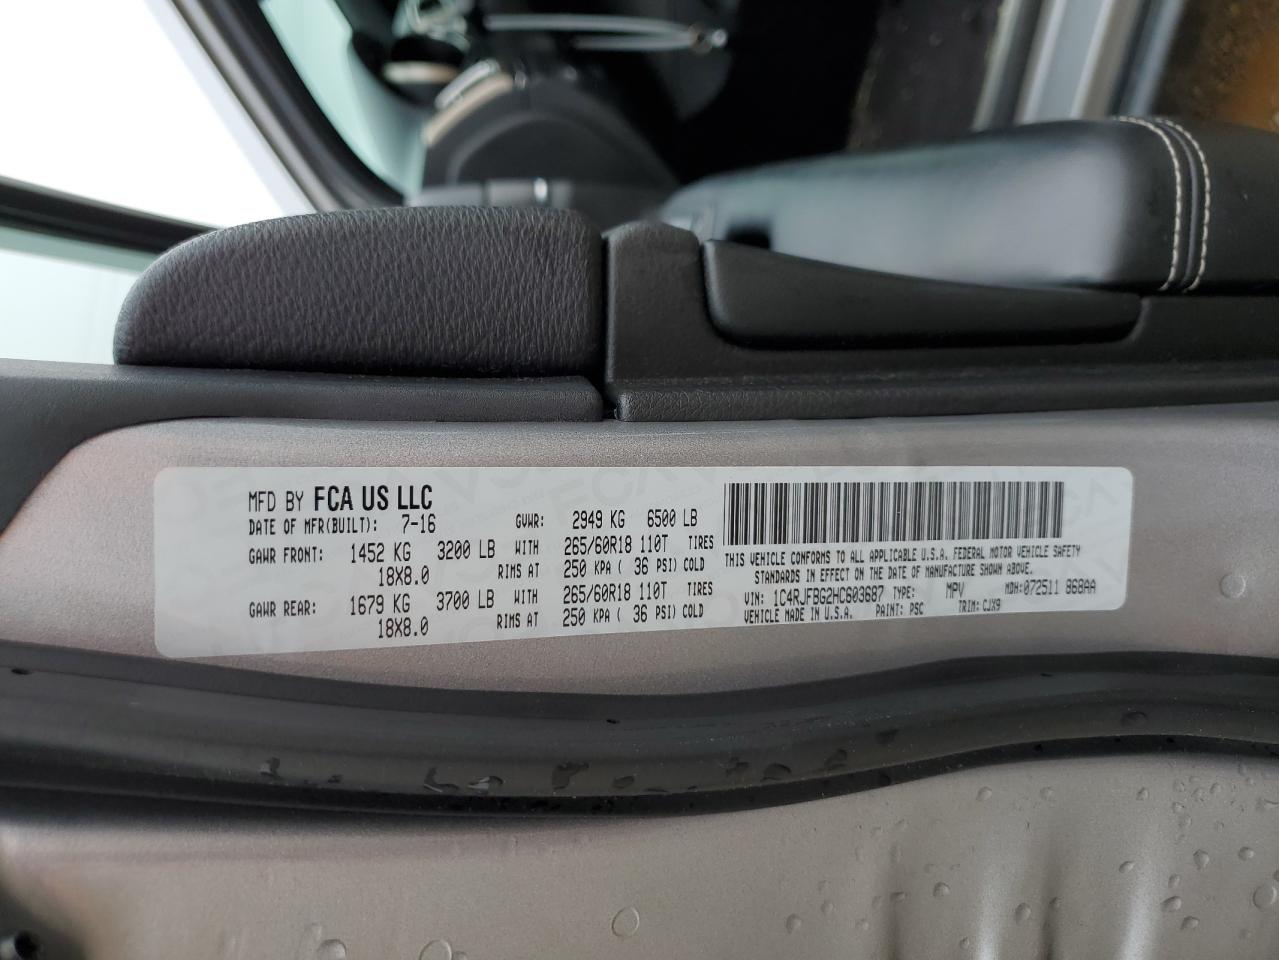 MFD BY FCA US LLC
DATE OF MFR(BUILT): 7-16 GVWR: 2949 KG 6500 LB
GAWR FRONT: 1452 KG 3200 LB WITH 265/60R18 110T TIRES
18X8.0 RIMS AT 250 KPA ( 36 PSI) COLD
GAWR REAR: 1679 KG 3700 LB WITH 265/60R18 110T TIRES
18X8.0 RIMS AT 250 KPA ( 36 PSI) COLD
THIS VEHICLE CONFORMS TO ALL APPLICABLE U.S.A. FEDERAL MOTOR VEHICLE SAFETY
STANDARDS IN EFFECT ON THE DATE OF MANUFACTURE SHOWN ABOVE.
VIN: 1C4RJFBG2HC603687 TYPE: MPV MDH:072511 868AA
VEHICLE MADE IN U.S.A. PAINT: PSC TRIM: CJX9